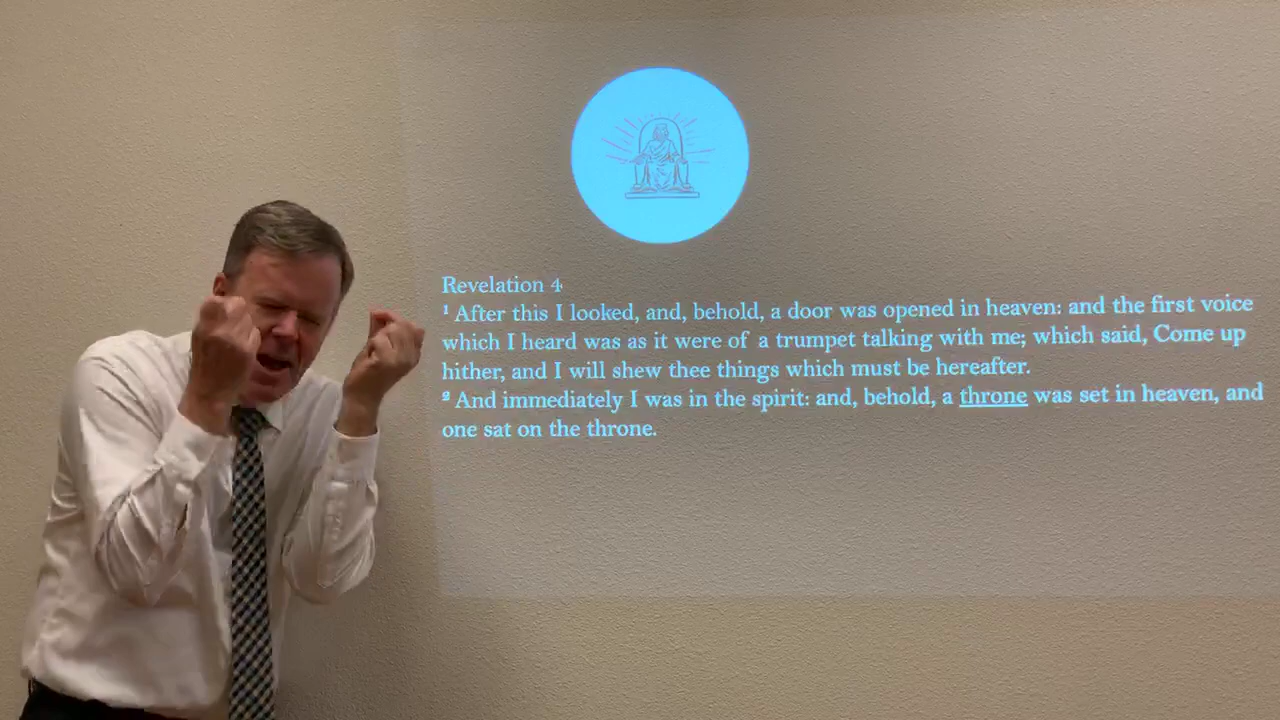 Revelation 4
¹ After this I looked, and, behold, a door was opened in heaven: and the first voice
which I heard was as it were of a trumpet talking with me; which said, Come up
hither, and I will shew thee things which must be hereafter.
² And immediately I was in the spirit: and, behold, a throne was set in heaven, and
one sat on the throne.